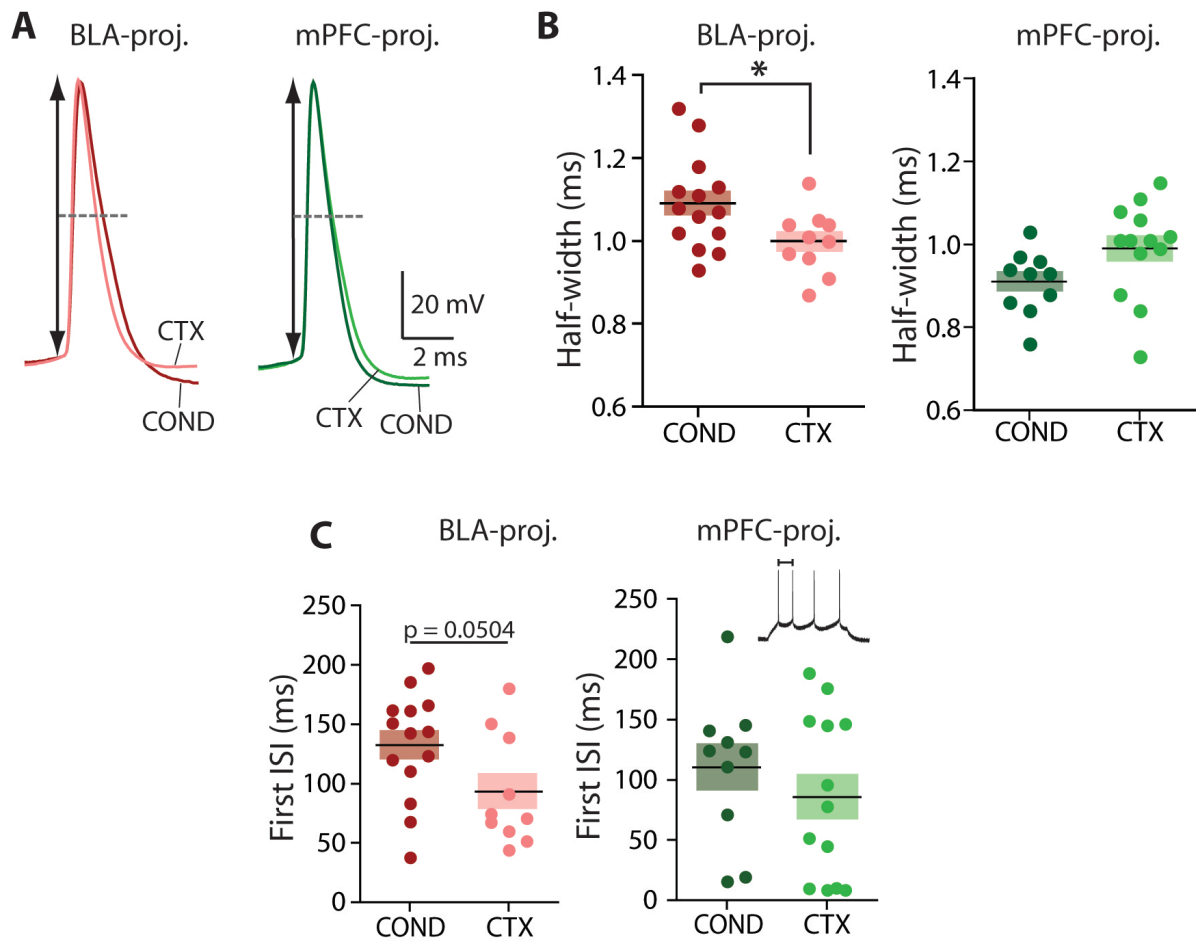 A
BLA-proj.
mPFC-proj.
CTX
COND
CTX
COND
20 mV
2 ms
B
BLA-proj.
mPFC-proj.
*
Half-width (ms)
1.4
1.2
1.0
0.8
0.6
COND
CTX
Half-width (ms)
1.4
1.2
1.0
0.8
0.6
COND
CTX
C
BLA-proj.
mPFC-proj.
p = 0.0504
First ISI (ms)
250
200
150
100
50
0
COND
CTX
First ISI (ms)
250
200
150
100
50
0
COND
CTX